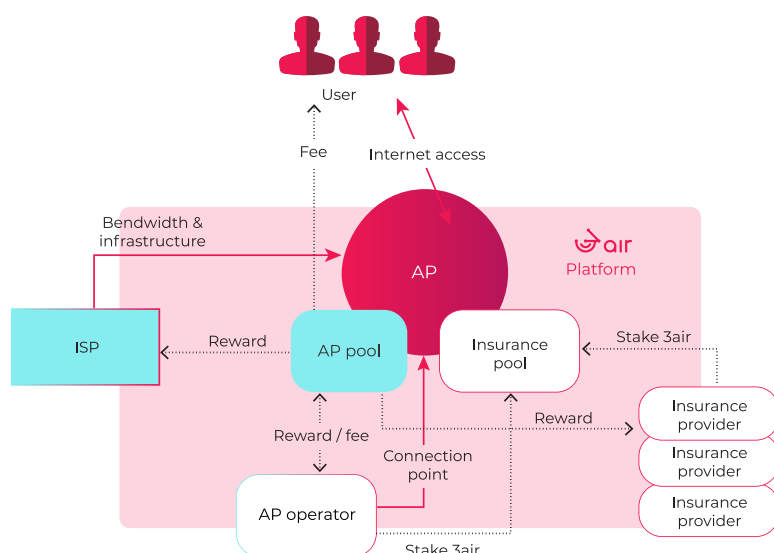 User
Fee
Internet access
Bendwidth &
infrastructure
AP
3air
Platform
ISP
Reward
AP pool
Insurance
pool
Stake 3air
Reward / fee
Connection
point
Reward
Insurance
provider
Insurance
provider
Insurance
provider
AP operator
Stake 3air